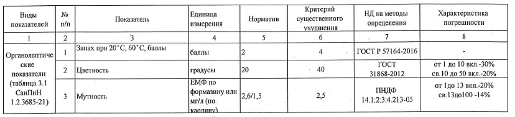 Виды показателей
№ п/п
Показатель
Единица измерения
Норматив
Критерий существенного ухудшения
НД на методы определения
Характеристика погрешности
1 2 3 4 5 6 7 8
Органолептиче
ские
показатели
(таблица 3.1
СанПиН
1.2.3685-21)
1 Запах при 20°С, 60°С, баллы баллы 2 4 ГОСТ Р 57164-2016 -
2 Цветность градусы 20 40 ГОСТ
31868-2012
от 1 до 10 вкл.-30%
св.10 до 50 вкл.-20%
3 Мутность ЕМФ по
формазину или
мг/л (по
каолину)
2,6/1,5 2,5 ПНДФ
14.1:2:3:4.213-05
от 1до 13 вкл.-20%
св.13до100 -14%